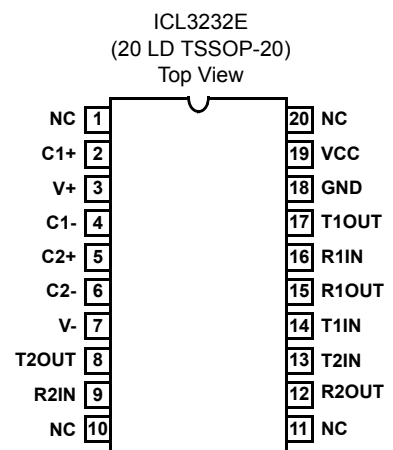 ICL3232E
(20 LD TSSOP-20)
Top View
NC 1 20 NC
C1+ 2 19 VCC
V+ 3 18 GND
C1- 4 17 T1OUT
C2+ 5 16 R1IN
C2- 6 15 R1OUT
V- 7 14 T1IN
T2OUT 8 13 T2IN
R2IN 9 12 R2OUT
NC 10 11 NC